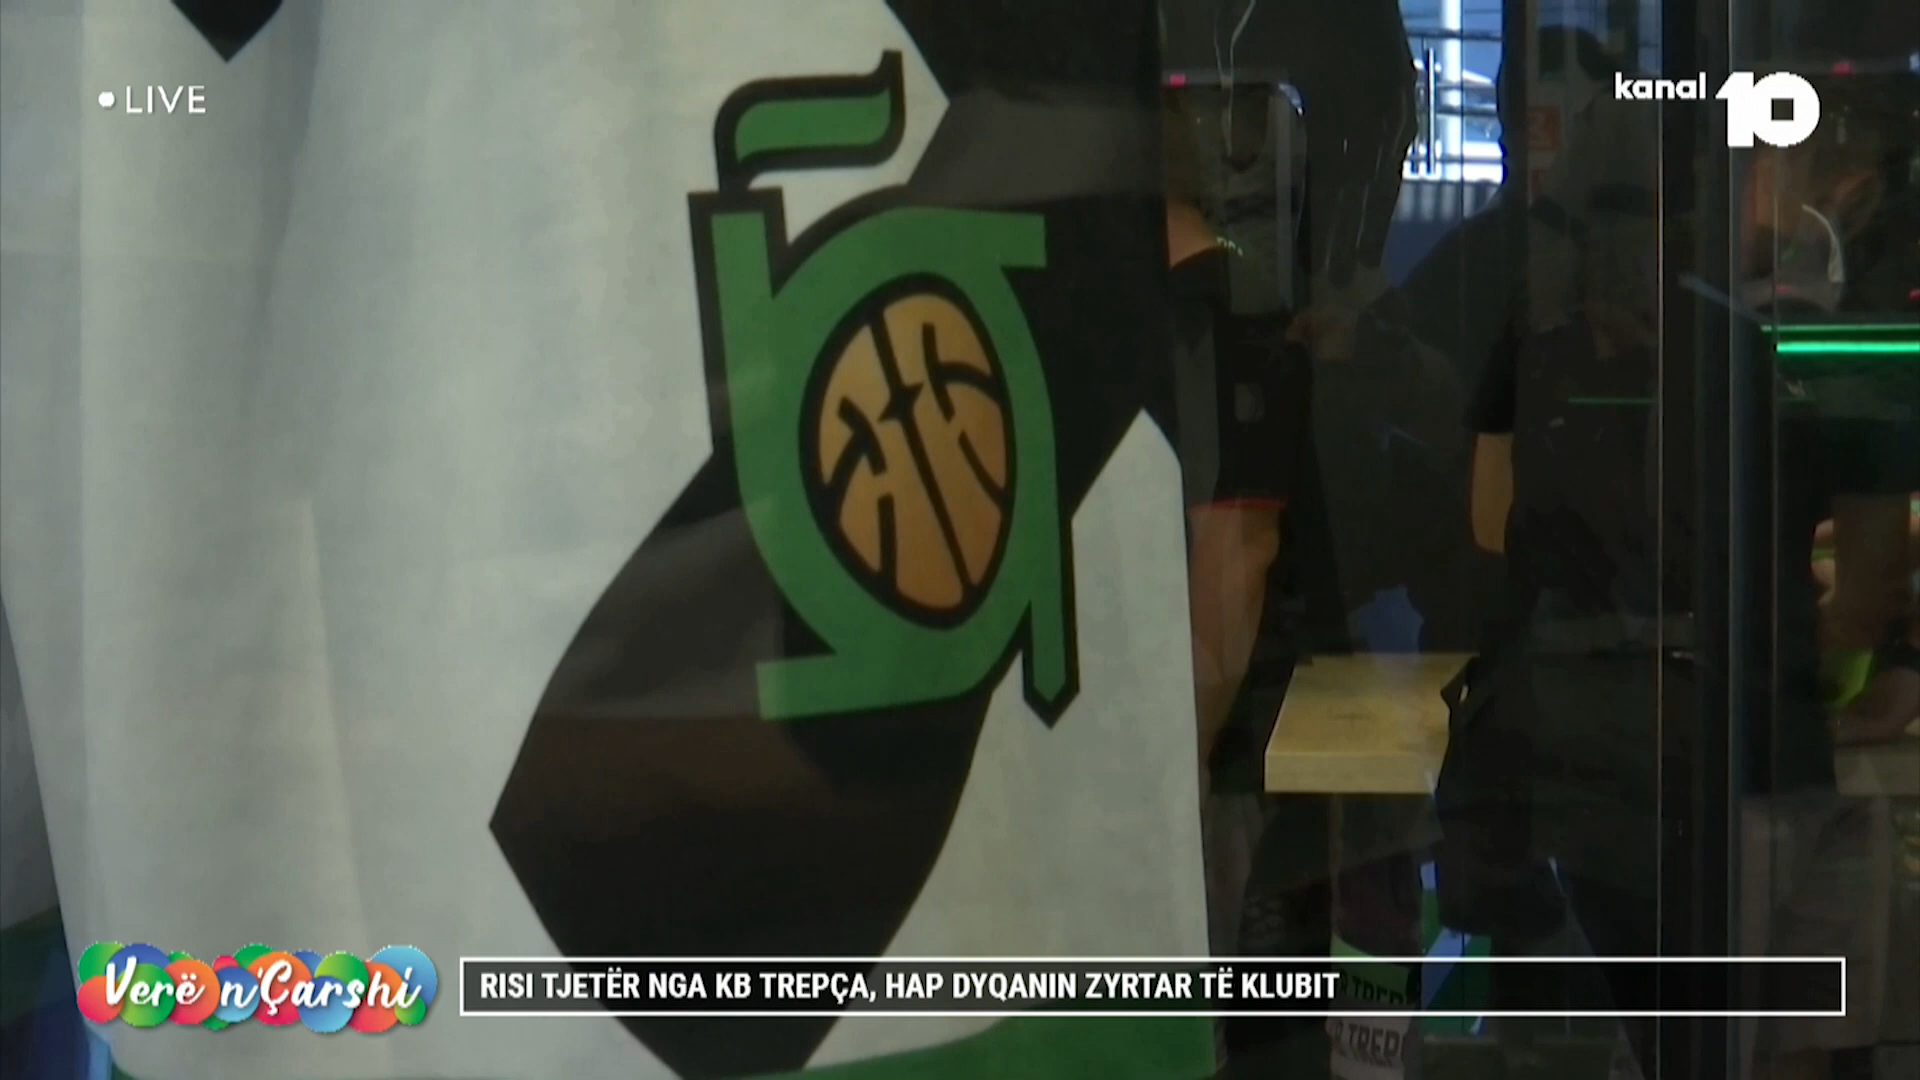 LIVE
kanal 10
Verë n'Çarshi
RISI TJETËR NGA KB TREPÇA, HAP DYQANIN ZYRTAR TË KLUBIT